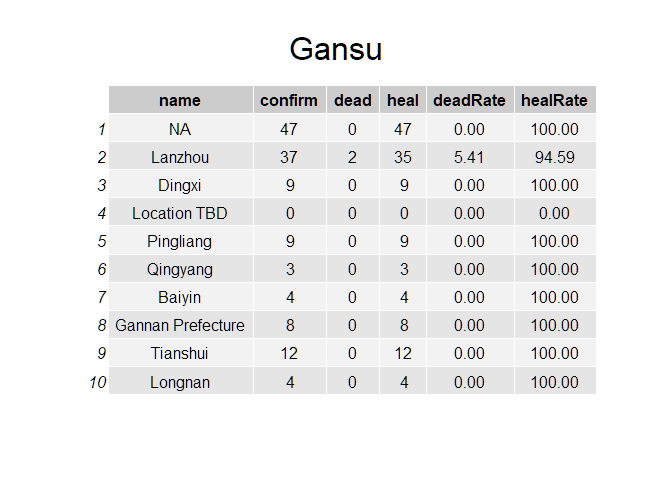 Gansu
name confirm dead heal deadRate healRate
1 NA 47 0 47 0.00 100.00
2 Lanzhou 37 2 35 5.41 94.59
3 Dingxi 9 0 9 0.00 100.00
4 Location TBD 0 0 0 0.00 0.00
5 Pingliang 9 0 9 0.00 100.00
6 Qingyang 3 0 3 0.00 100.00
7 Baiyin 4 0 4 0.00 100.00
8 Gannan Prefecture 8 0 8 0.00 100.00
9 Tianshui 12 0 12 0.00 100.00
10 Longnan 4 0 4 0.00 100.00